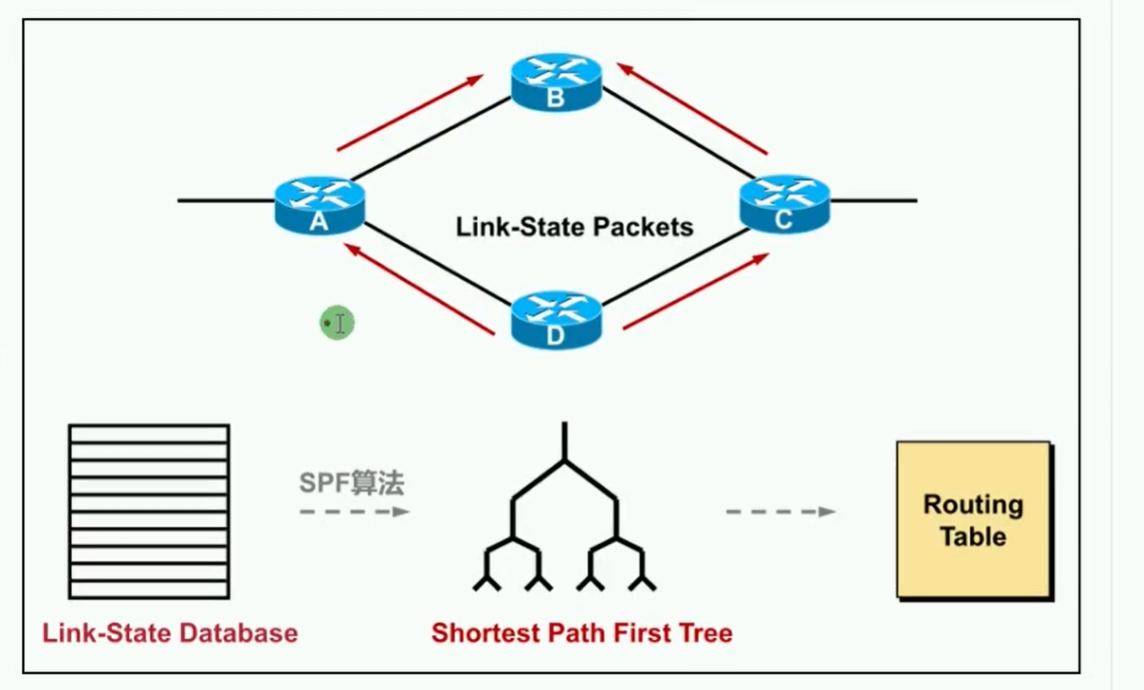 B
A
C
Link-State Packets
D
SPF算法
Routing
Table
Link-State Database
Shortest Path First Tree